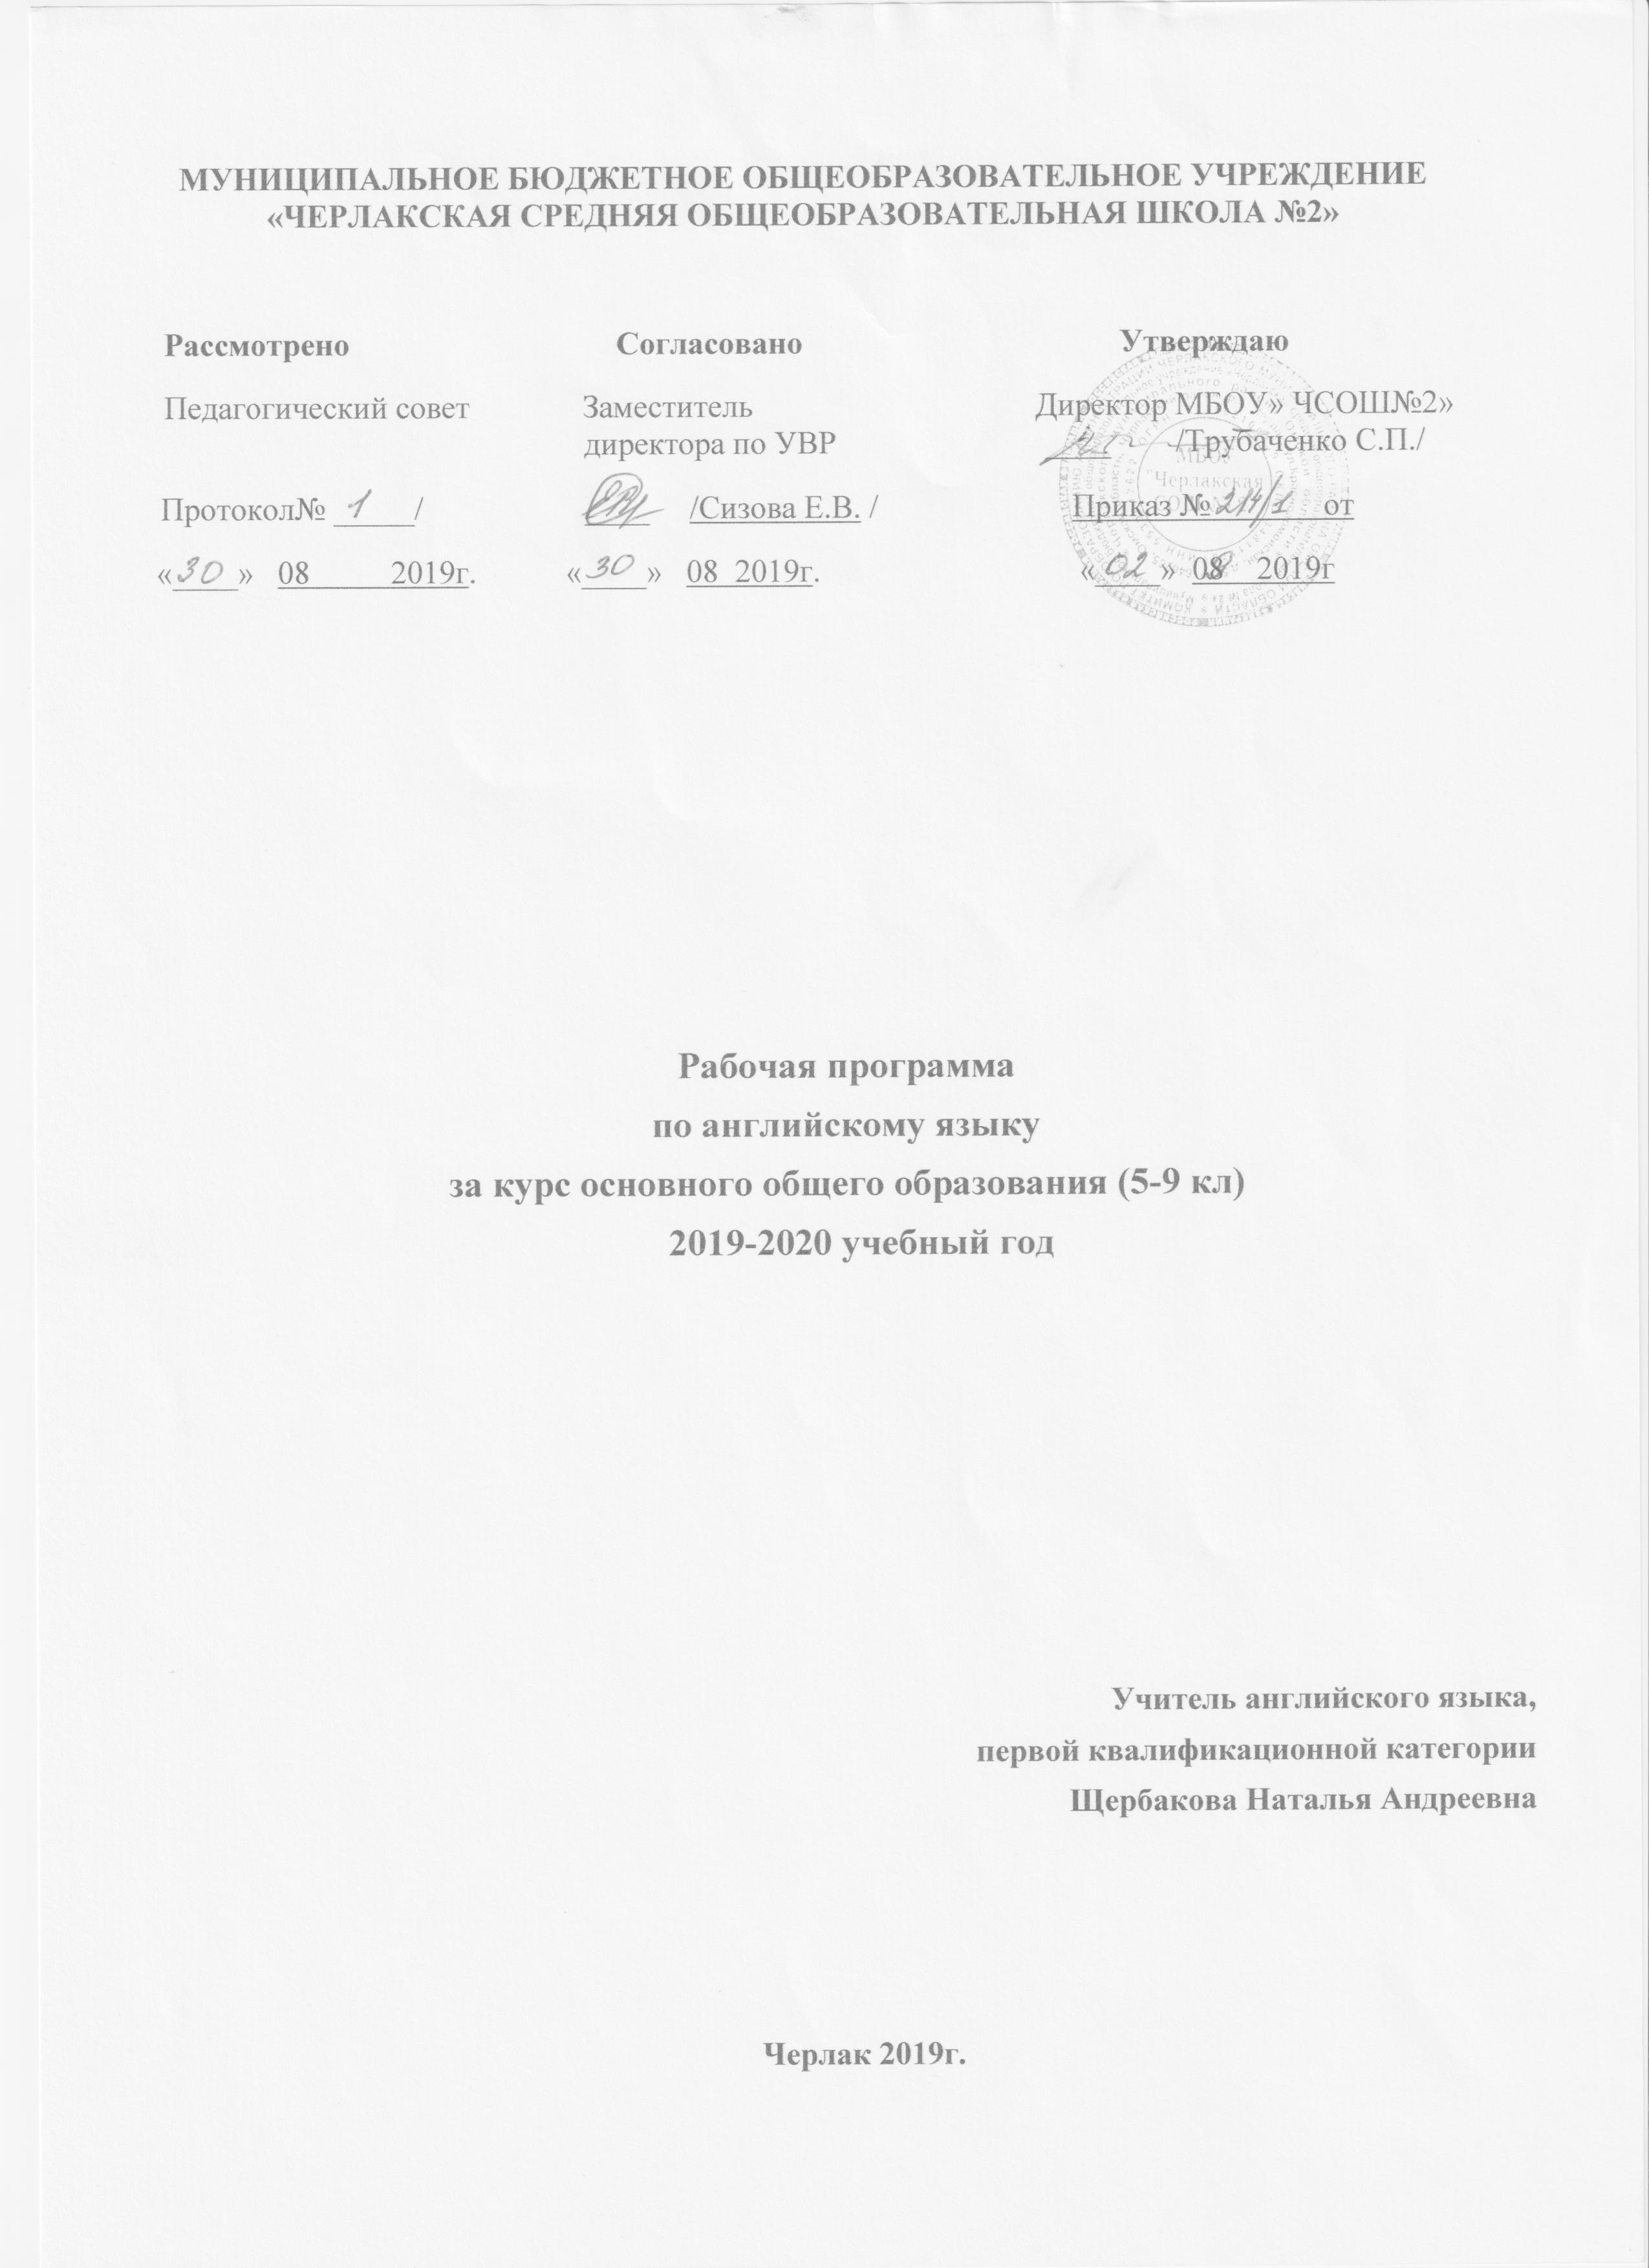 МУНИЦИПАЛЬНОЕ БЮДЖЕТНОЕ ОБЩЕОБРАЗОВАТЕЛЬНОЕ УЧРЕЖДЕНИЕ
«ЧЕРЛАКСКАЯ СРЕДНЯЯ ОБЩЕОБРАЗОВАТЕЛЬНАЯ ШКОЛА №2»
Рассмотрено
Педагогический совет
Протокол№ 1 /
«30» 08 2019г.
Согласовано
Заместитель
директора по УВР
/Сизова Е.В. /
«30» 08 2019г.
Утверждаю
Директор МБОУ» ЧСОШ№2»
/Трубаченко С.П./
Приказ № 214/1 от
«02» 08 2019г
МБОУ
"Черлакская
Рабочая программа
по английскому языку
за курс основного общего образования (5-9 кл)
2019-2020 учебный год
Учитель английского языка,
первой квалификационной категории
Щербакова Наталья Андреевна
Черлак 2019г.